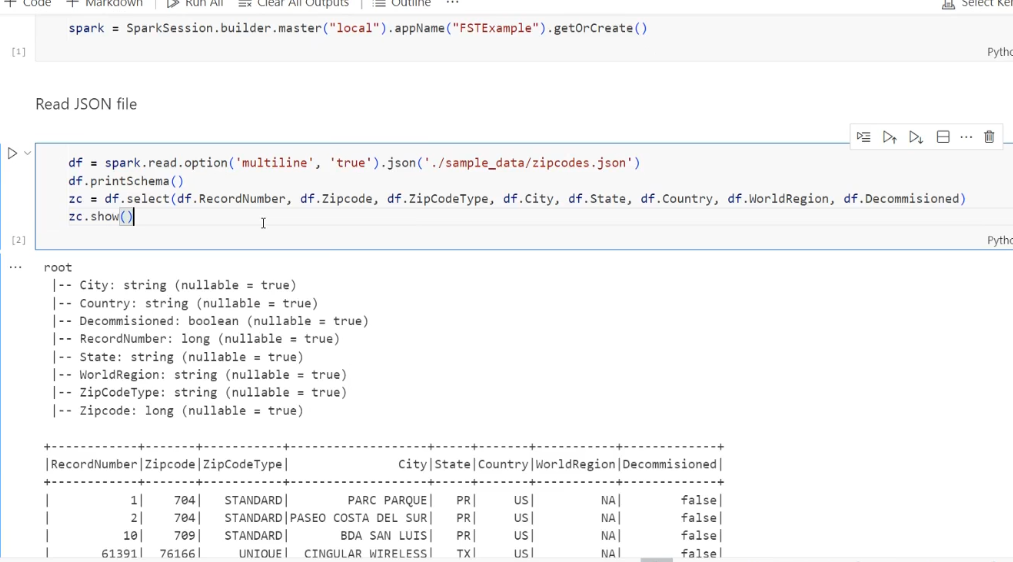 + Code + Markdown | Run All Clear All Outputs | Outline ...
spark = SparkSession.builder.master("local").appName("FSTExample").getOrCreate()
[1]
Read JSON file
df = spark.read.option('multiline', 'true').json('./sample_data/zipcodes.json')
df.printSchema()
zc = df.select(df.RecordNumber, df.Zipcode, df.ZipCodeType, df.City, df.State, df.Country, df.WorldRegion, df.Decommisioned)
zc.show()
[2]
root
|-- City: string (nullable = true)
|-- Country: string (nullable = true)
|-- Decommisioned: boolean (nullable = true)
|-- RecordNumber: long (nullable = true)
|-- State: string (nullable = true)
|-- WorldRegion: string (nullable = true)
|-- ZipCodeType: string (nullable = true)
|-- Zipcode: long (nullable = true)
+------------+-------+-----------+-------------------+-----+-------+-----------+-------------+
|RecordNumber|Zipcode|ZipCodeType| City|State|Country|WorldRegion|Decommisioned|
+------------+-------+-----------+-------------------+-----+-------+-----------+-------------+
| 1| 704| STANDARD| PARC PARQUE| PR| US| NA| false|
| 2| 704| STANDARD|PASEO COSTA DEL SUR| PR| US| NA| false|
| 10| 709| STANDARD| BDA SAN LUIS| PR| US| NA| false|
| 61391| 76166| UNIQUE| CINGULAR WIRELESS| TX| US| NA| false|